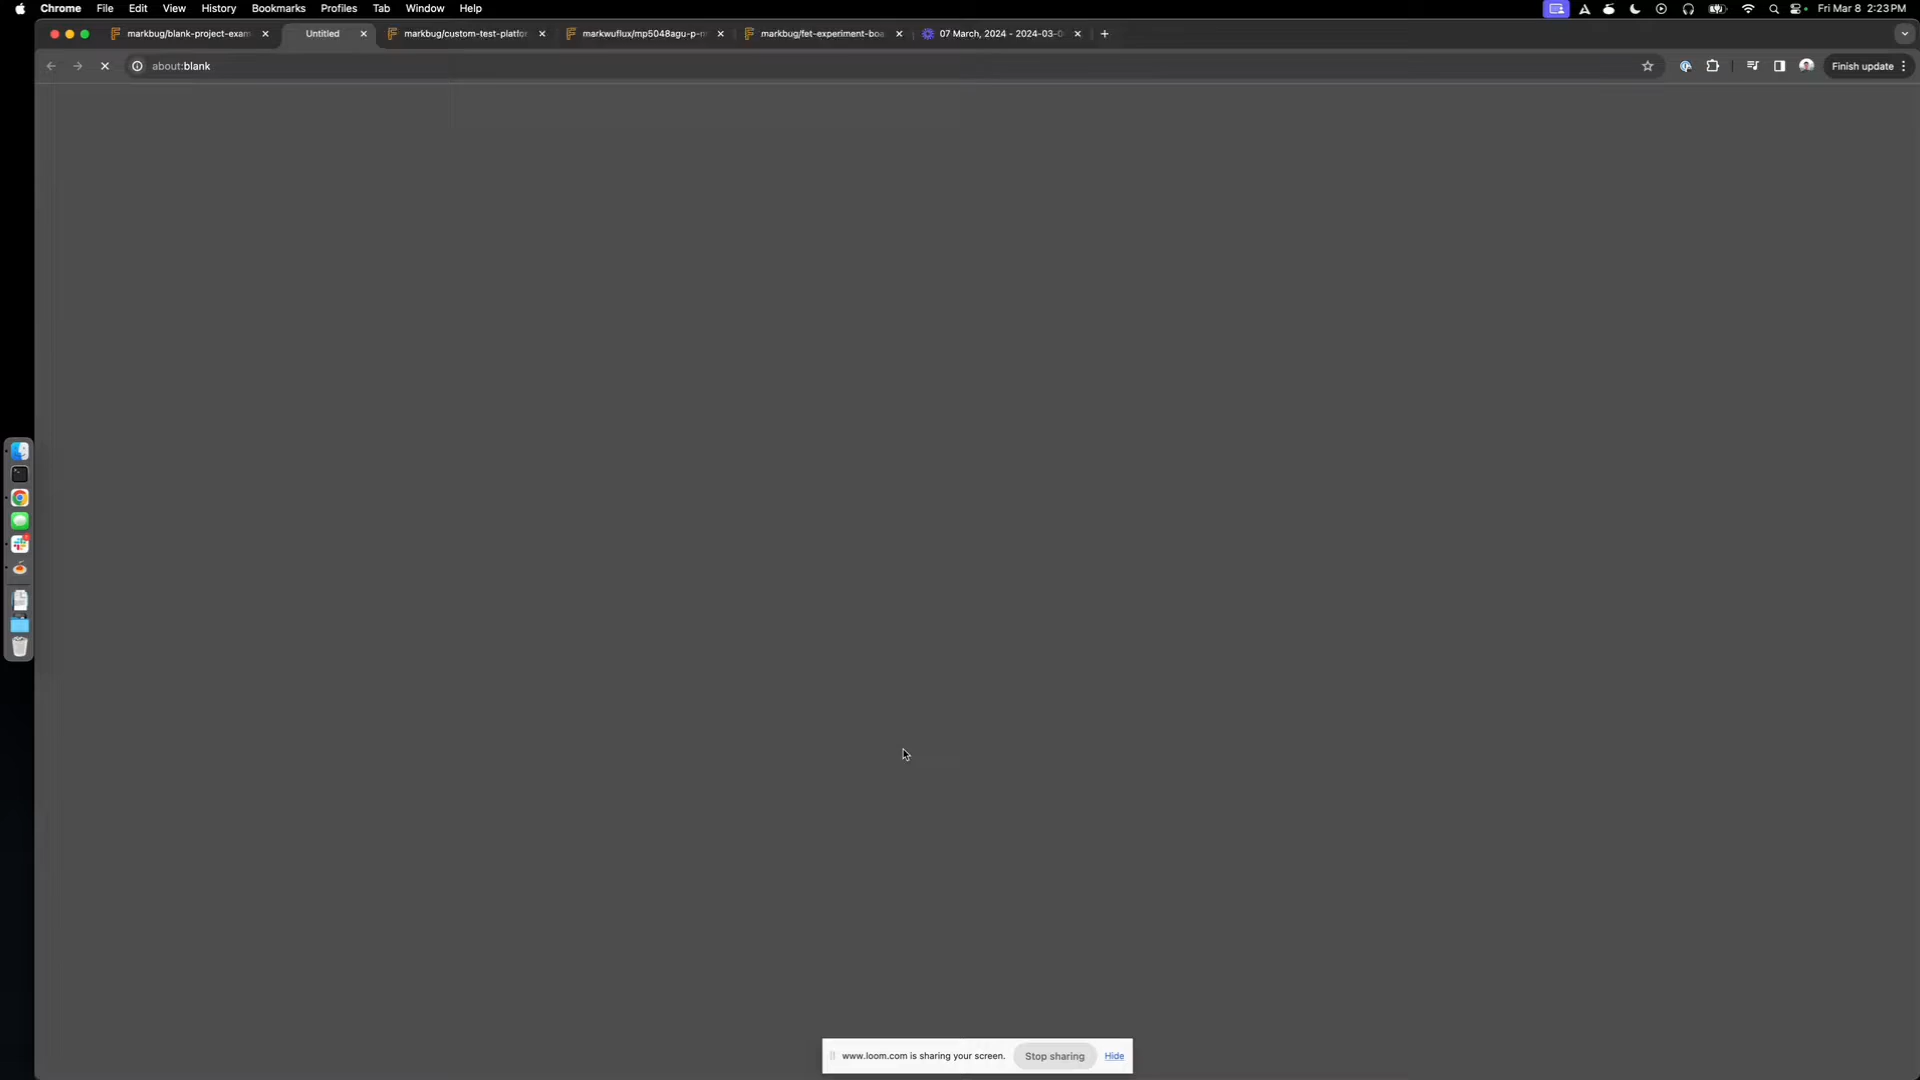 Chrome File Edit View History Bookmarks Profiles Tab Window Help Fri Mar 8 2:23 PM
markbug/blank-project-exam Untitled markbug/custom-test-platfor markwuflux/mp5048agu-p- markbug/fet-experiment-boa 07 March, 2024 - 2024-03-0
about:blank Finish update
www.loom.com is sharing your screen. Stop sharing Hide